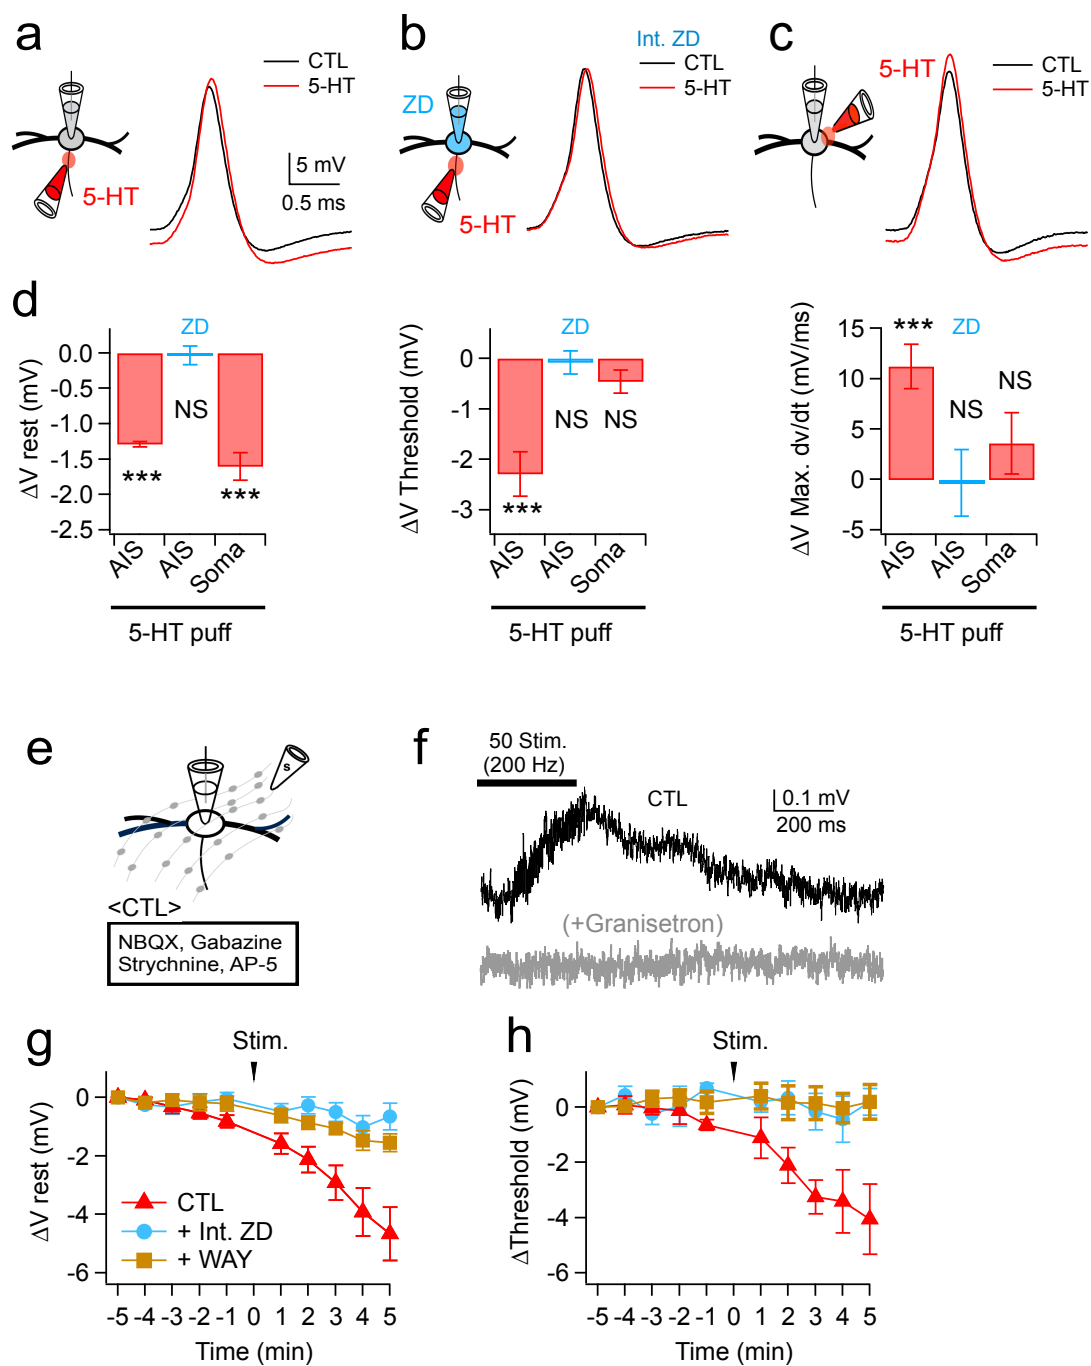 a
CTL
5-HT
5-HT
5 mV
0.5 ms
b
Int. ZD
CTL
5-HT
ZD
5-HT
c
5-HT
CTL
5-HT
d
ΔV rest (mV)
0.0
-0.5
-1.0
-1.5
-2.0
-2.5
ZD
NS
***
***
AIS
AIS
Soma
5-HT puff
ΔV Threshold (mV)
0
-1
-2
-3
ZD
NS
NS
***
AIS
AIS
Soma
5-HT puff
ΔV Max. dv/dt (mV/ms)
15
10
5
0
-5
***
ZD
NS
NS
AIS
AIS
Soma
5-HT puff
e
s
<CTL>
NBQX, Gabazine
Strychnine, AP-5
f
50 Stim.
(200 Hz)
CTL
0.1 mV
200 ms
(+Granisetron)
g
Stim.
ΔV rest (mV)
0
-2
-4
-6
CTL
+ Int. ZD
+ WAY
-5 -4 -3 -2 -1 0 1 2 3 4 5
Time (min)
h
Stim.
ΔThreshold (mV)
0
-2
-4
-6
-5 -4 -3 -2 -1 0 1 2 3 4 5
Time (min)